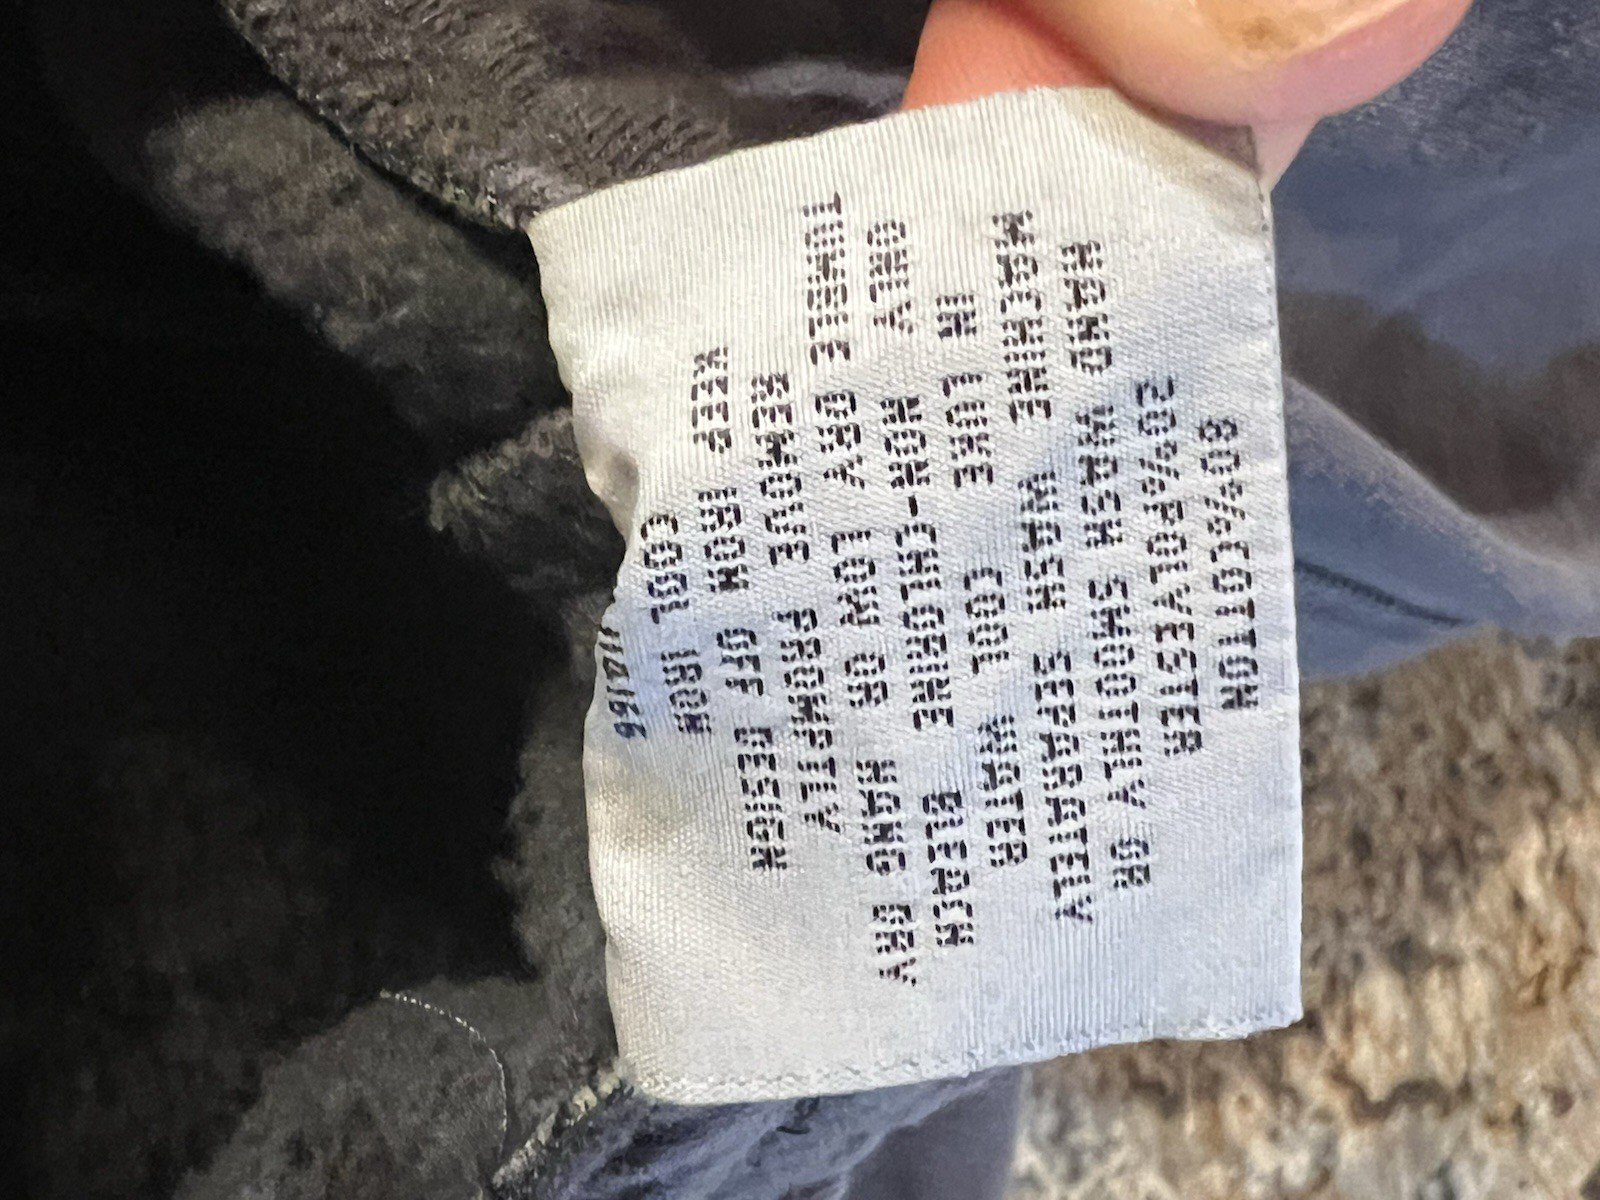 80%COTTON
20%POLYESTER
HAND WASH SMOOTHLY OR
MACHINE WASH SEPARATELY
IN LUKE COOL WATER
ONLY NON-CHLORINE BLEACH
TUMBLE DRY LOW OR HANG DRY
REMOVE PROMPTLY
KEEP IRON OFF DESIGN
COOL IRON